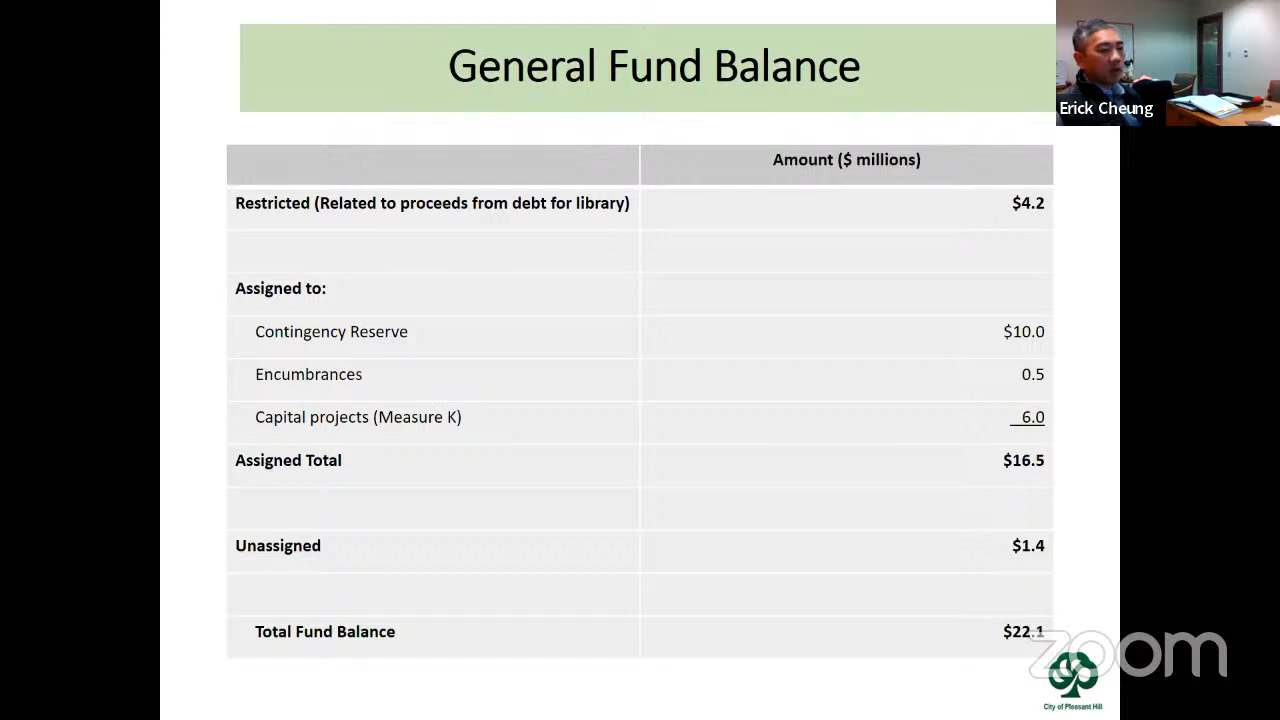 General Fund Balance
Erick Cheung
Amount ($ millions)
Restricted (Related to proceeds from debt for library) $4.2
Assigned to:
Contingency Reserve $10.0
Encumbrances 0.5
Capital projects (Measure K) 6.0
Assigned Total $16.5
Unassigned $1.4
Total Fund Balance $22.1
zoom
City of Pleasant Hill